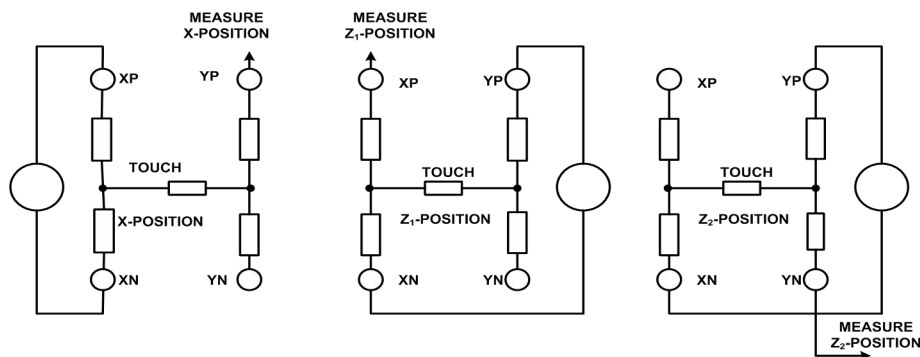 MEASURE
X-POSITION
XP
YP
TOUCH
X-POSITION
XN
YN
MEASURE
Z1-POSITION
XP
YP
TOUCH
Z1-POSITION
XN
YN
XP
YP
TOUCH
Z2-POSITION
XN
YN
MEASURE
Z2-POSITION